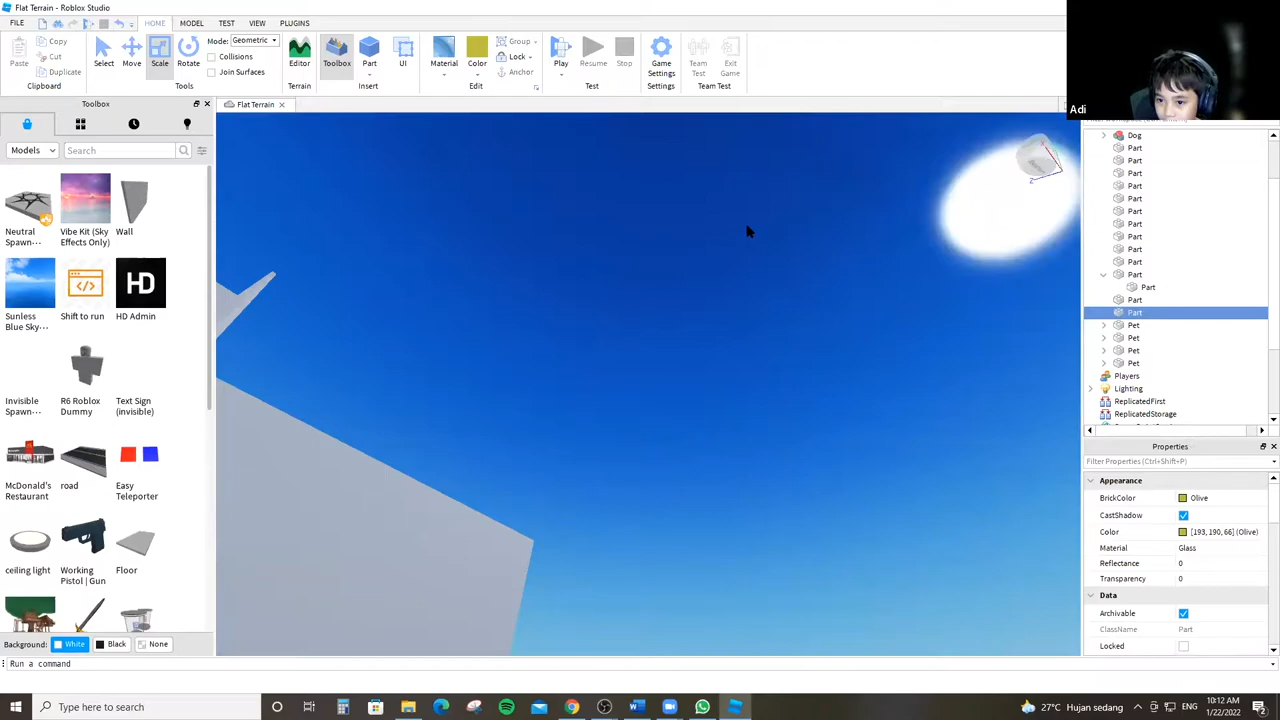 Flat Terrain - Roblox Studio
FILE HOME MODEL TEST VIEW PLUGINS
Paste Copy Cut Duplicate Clipboard
Select Move Scale Rotate Mode: Geometric Collisions Join Surfaces Tools
Editor Terrain
Toolbox Part UI Insert
Material Color Group Lock Anchor Edit
Play Resume Stop Test
Game Settings Settings
Team Test Exit Game Team Test
Adi
Toolbox
Flat Terrain
Models Search
Neutral Spawn...
Vibe Kit (Sky Effects Only)
Wall
Sunless Blue Sky...
Shift to run
HD
HD Admin
Invisible Spawn...
R6 Roblox Dummy
Text Sign (invisible)
McDonald's Restaurant
road
Easy Teleporter
ceiling light
Working Pistol | Gun
Floor
Background: White Black None
Run a command
Dog
Part
Part
Part
Part
Part
Part
Part
Part
Part
Part
Part
Part
Part
Part
Pet
Pet
Pet
Pet
Players
Lighting
ReplicatedFirst
ReplicatedStorage
Properties
Filter Properties (Ctrl+Shift+P)
Appearance
BrickColor Olive
CastShadow
Color [193, 190, 66] (Olive)
Material Glass
Reflectance 0
Transparency 0
Data
Archivable
ClassName Part
Locked
Type here to search
27°C Hujan sedang
10:12 AM
1/22/2022
2